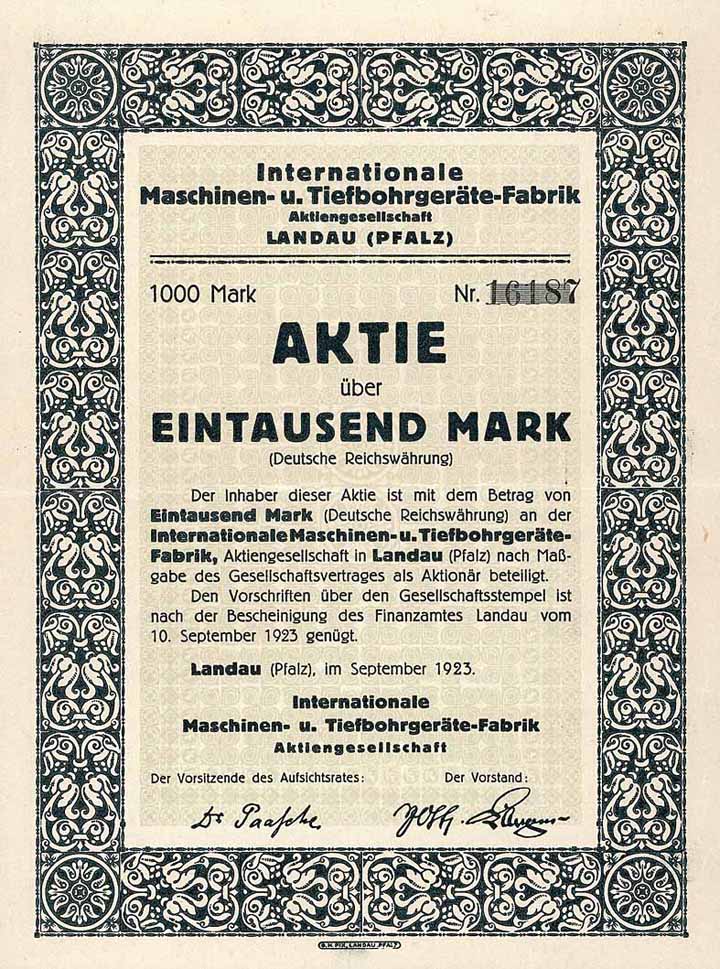 Internationale
Maschinen- u. Tiefbohrgeräte-Fabrik
Aktiengesellschaft
LANDAU (PFALZ)
1000 Mark Nr. 16187
AKTIE
über
EINTAUSEND MARK
(Deutsche Reichswährung)
Der Inhaber dieser Aktie ist mit dem Betrag von
Eintausend Mark (Deutsche Reichswährung) an der
Internationale Maschinen- u. Tiefbohrgeräte-
Fabrik, Aktiengesellschaft in Landau (Pfalz) nach Maß-
gabe des Gesellschaftsvertrages als Aktionär beteiligt.
Den Vorschriften über den Gesellschaftsstempel ist
nach der Bescheinigung des Finanzamtes Landau vom
10. September 1923 genügt.
Landau (Pfalz), im September 1923.
Internationale
Maschinen- u. Tiefbohrgeräte-Fabrik
Aktiengesellschaft
Der Vorsitzende des Aufsichtsrates: Der Vorstand:
Dr Paasche
LANDAU, PFALZ